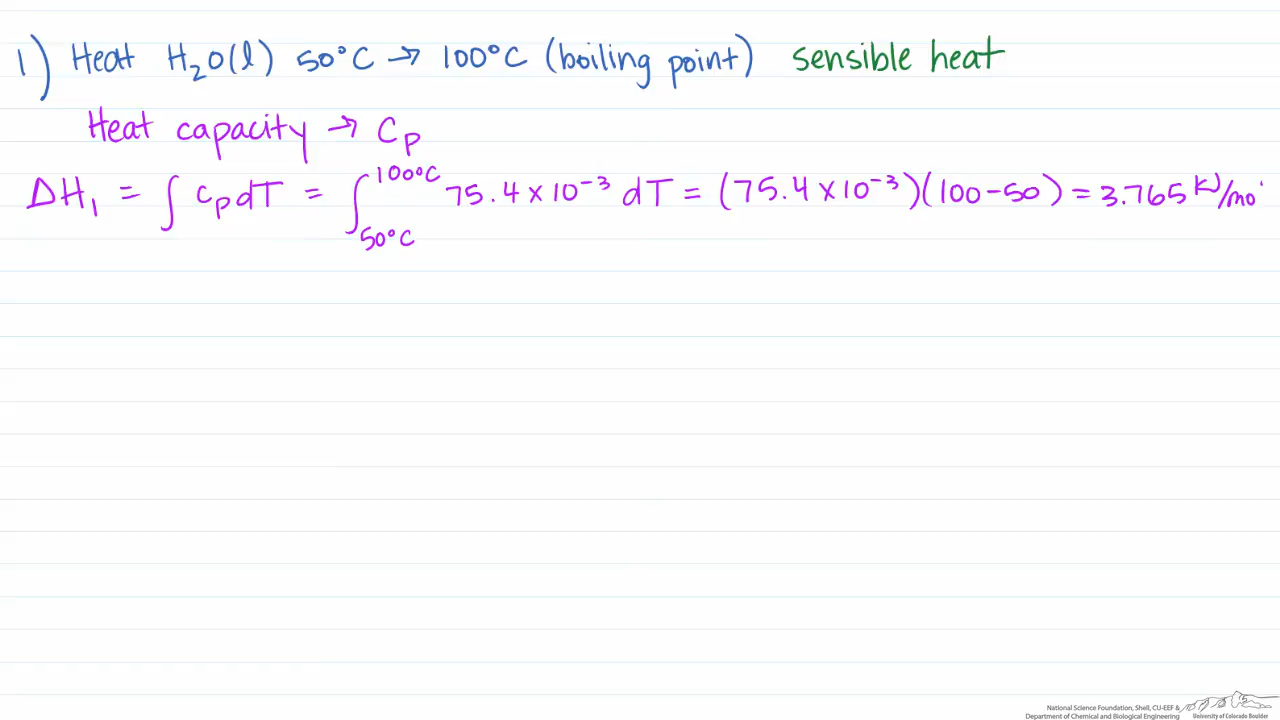 1) Heat H₂O(l) 50°C → 100°C (boiling point) sensible heat
Heat capacity → Cp
ΔH₁ = ∫ CpdT = ∫₅₀°C¹⁰⁰°C 75.4 x 10⁻³ dT = (75.4 x 10⁻³)(100-50) = 3.765 kJ/mo
National Science Foundation, Shell, CU-EEF &
Department of Chemical and Biological Engineering
University of Colorado Boulder